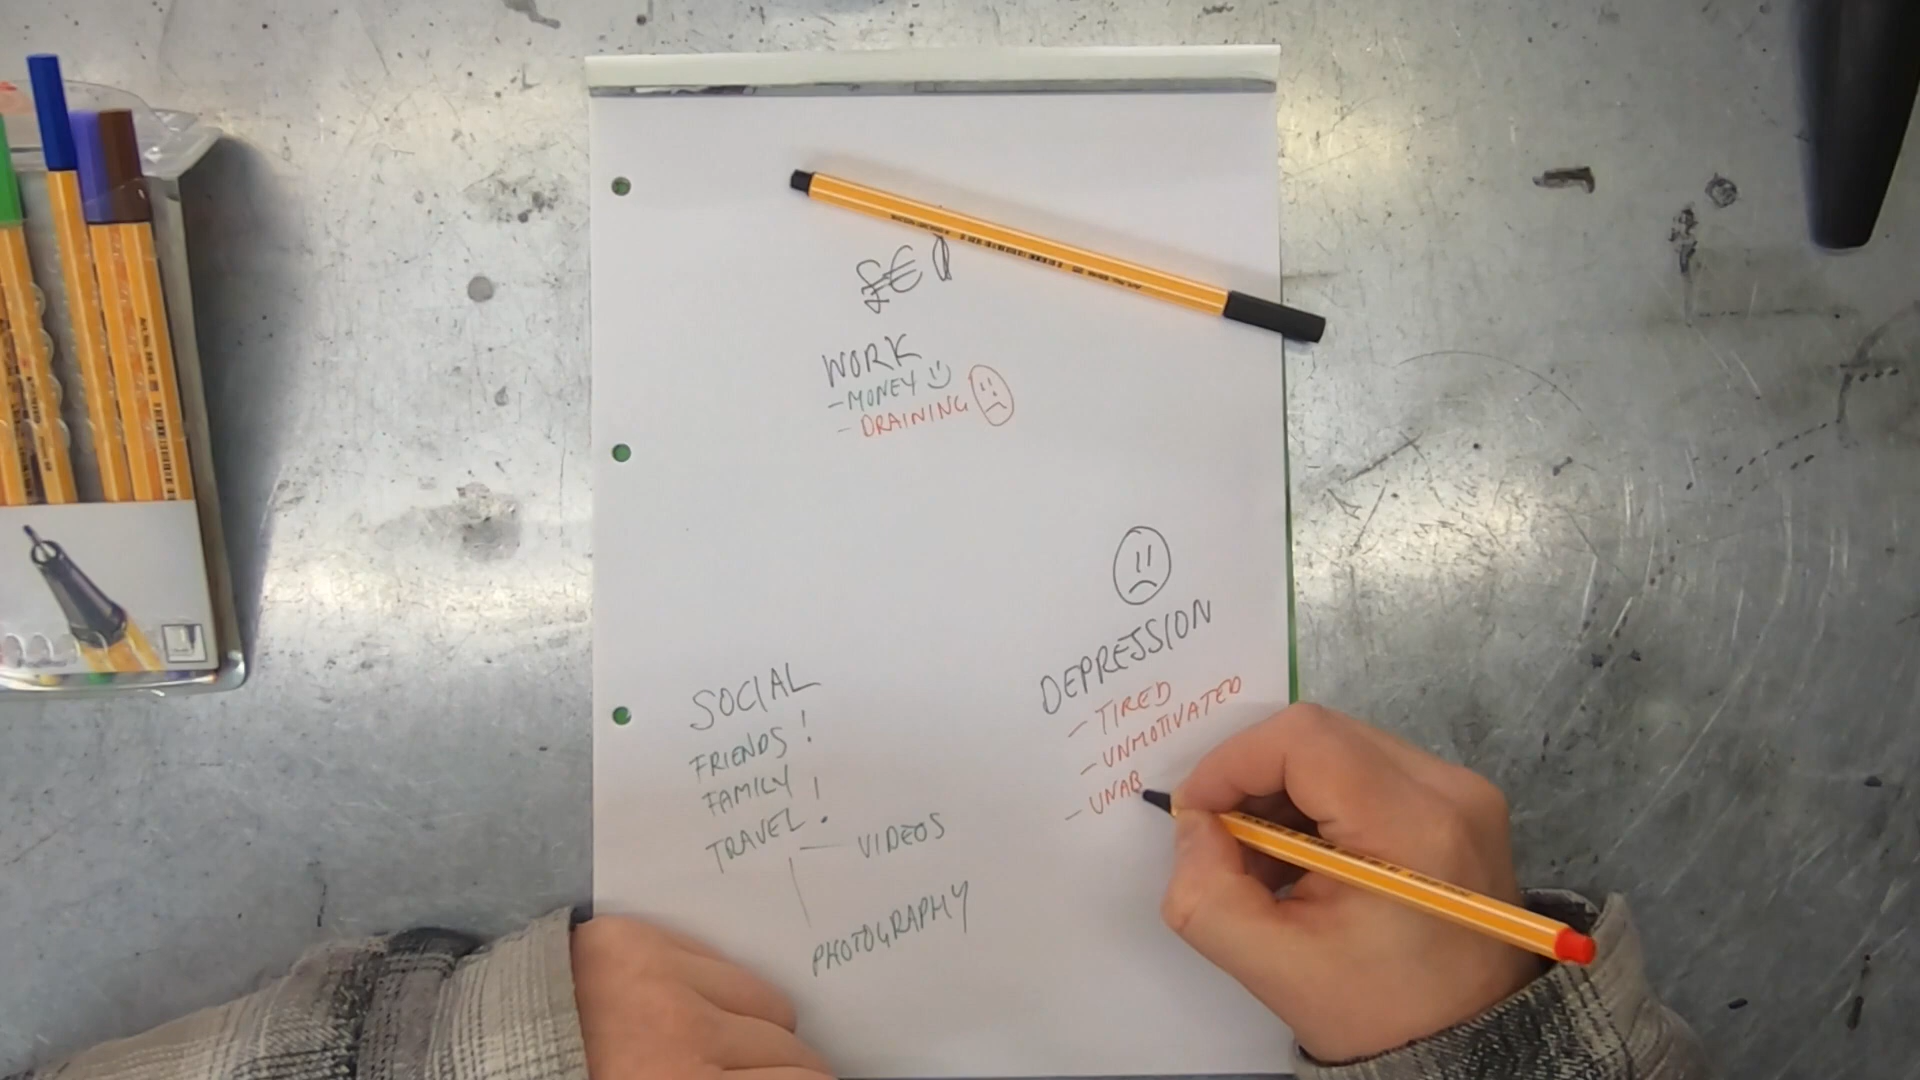 £€
WORK
-MONEY
- DRAINING
DEPRESSION
- TIRED
- UNMOTIVATED
- UNAB
SOCIAL
FRIENDS !
FAMILY
TRAVEL !
VIDEOS
PHOTOGRAPHY